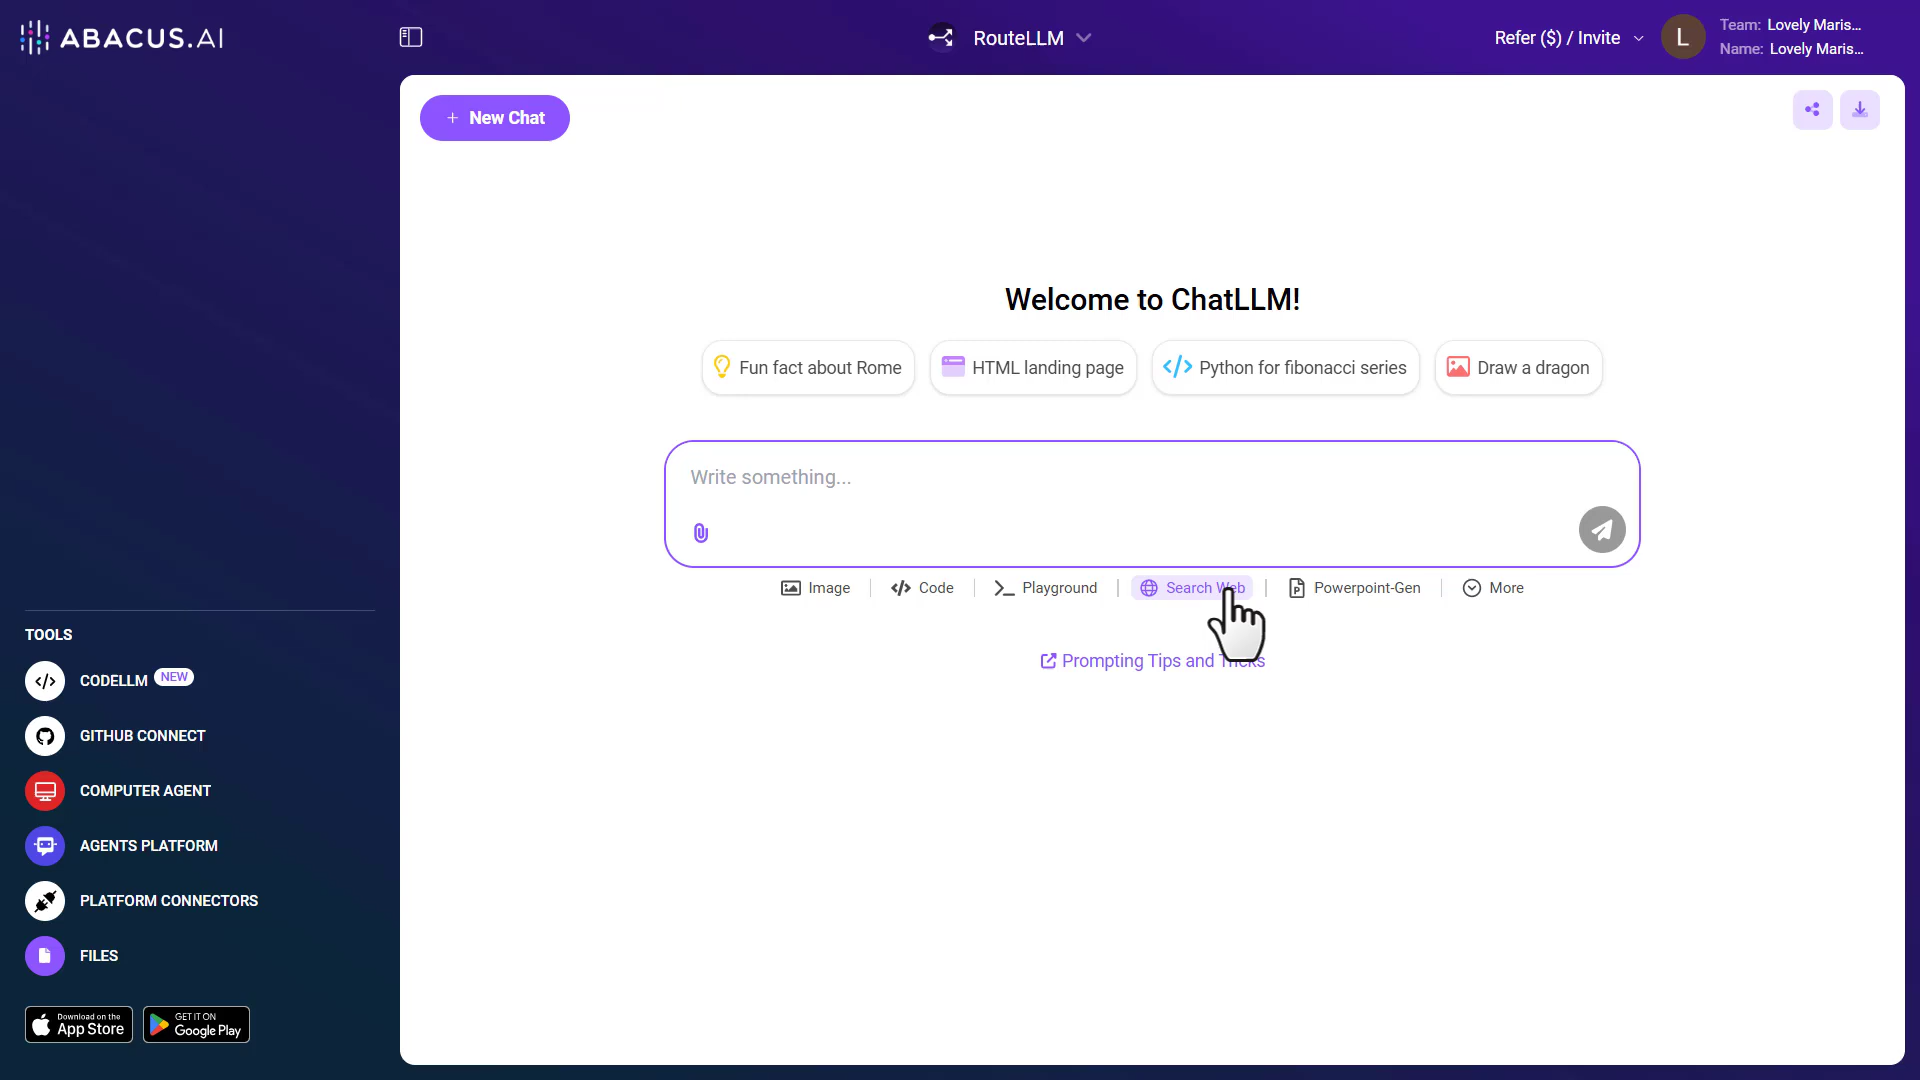 ABACUS.AI
RouteLLM
Refer ($) / Invite
L
Team: Lovely Maris...
Name: Lovely Maris...
+ New Chat
Welcome to ChatLLM!
Fun fact about Rome
HTML landing page
Python for fibonacci series
Draw a dragon
Write something...
Image
Code
Playground
Search Web
Powerpoint-Gen
More
Prompting Tips and Tricks
TOOLS
CODELLM NEW
GITHUB CONNECT
COMPUTER AGENT
AGENTS PLATFORM
PLATFORM CONNECTORS
FILES
Download on the
App Store
GET IT ON
Google Play